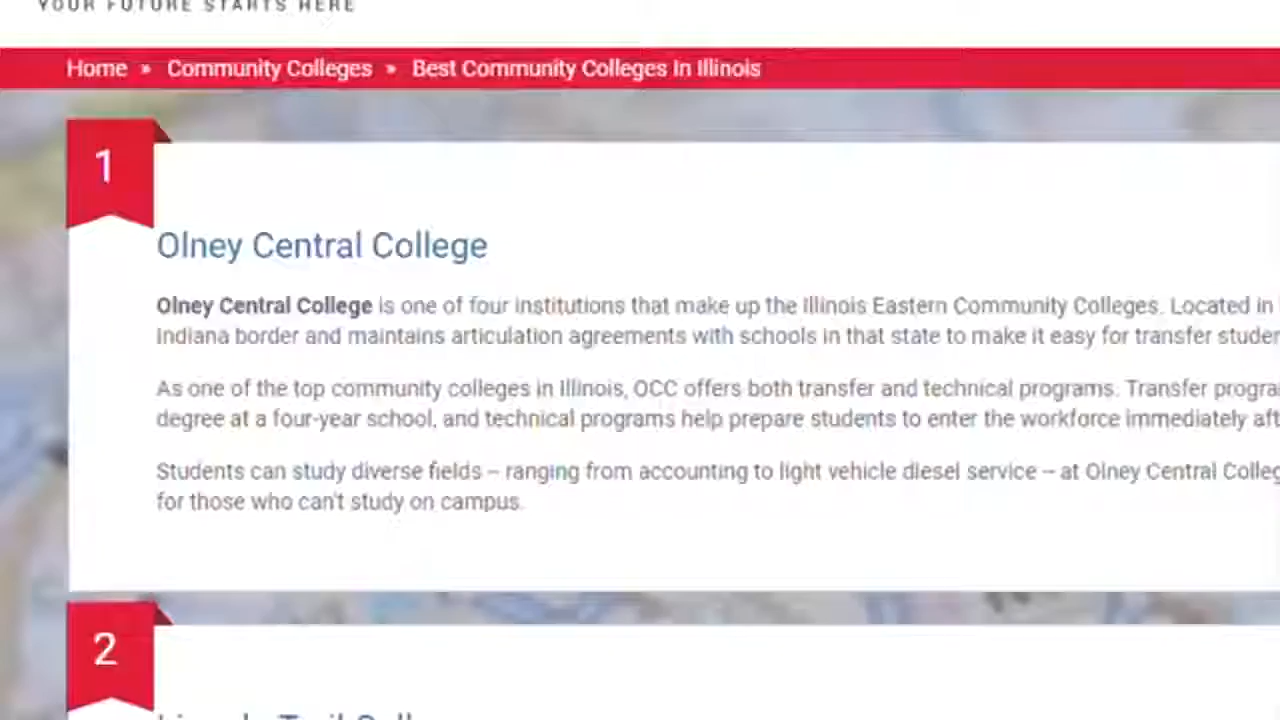 YOUR FUTURE STARTS HERE
Home » Community Colleges » Best Community Colleges In Illinois
1
Olney Central College
Olney Central College is one of four institutions that make up the Illinois Eastern Community Colleges. Located in
Indiana border and maintains articulation agreements with schools in that state to make it easy for transfer
As one of the top community colleges in Illinois, OCC offers both transfer and technical programs. Transfer
degree at a four-year school, and technical programs help prepare students to enter the workforce immediately
Students can study diverse fields – ranging from accounting to light vehicle diesel service – at Olney Central
for those who can't study on campus.
2